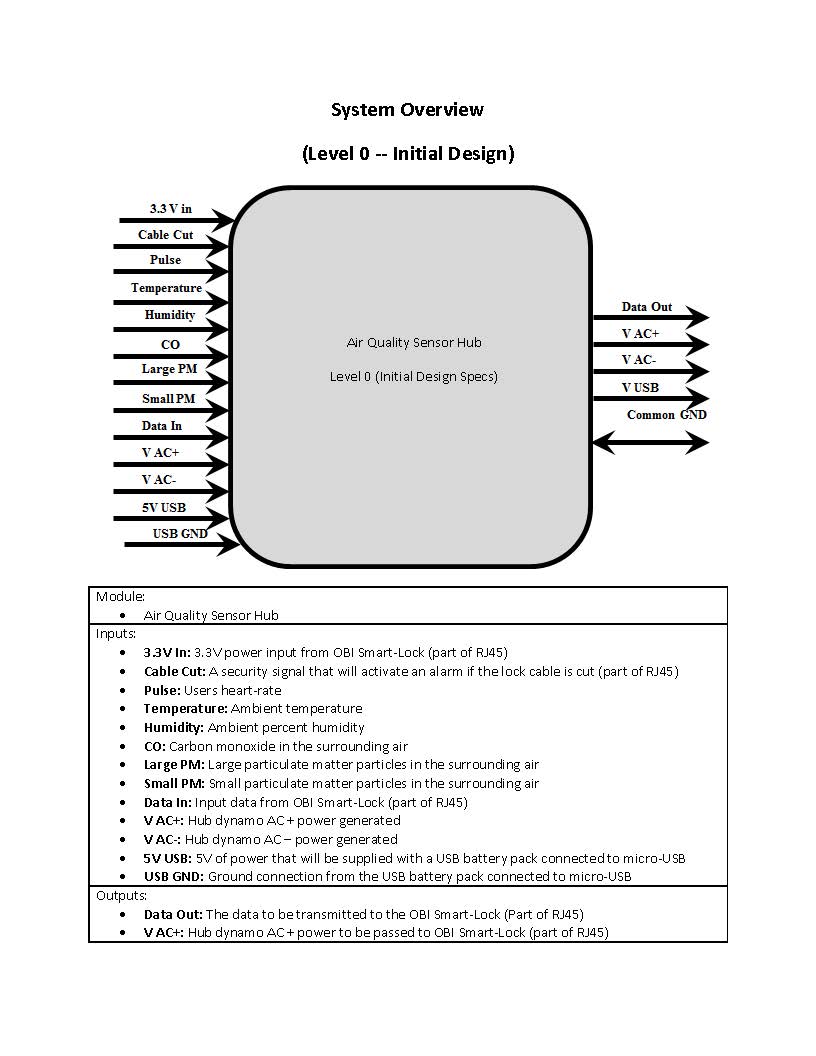 System Overview
(Level 0 -- Initial Design)
3.3 V in
Cable Cut
Pulse
Temperature
Humidity
CO
Large PM
Small PM
Data In
V AC+
V AC-
5V USB
USB GND
Air Quality Sensor Hub
Level 0 (Initial Design Specs)
Data Out
V AC+
V AC-
V USB
Common GND
Module:
• Air Quality Sensor Hub
Inputs:
• 3.3V In: 3.3V power input from OBI Smart-Lock (part of RJ45)
• Cable Cut: A security signal that will activate an alarm if the lock cable is cut (part of RJ45)
• Pulse: Users heart-rate
• Temperature: Ambient temperature
• Humidity: Ambient percent humidity
• CO: Carbon monoxide in the surrounding air
• Large PM: Large particulate matter particles in the surrounding air
• Small PM: Small particulate matter particles in the surrounding air
• Data In: Input data from OBI Smart-Lock (part of RJ45)
• V AC+: Hub dynamo AC + power generated
• V AC-: Hub dynamo AC – power generated
• 5V USB: 5V of power that will be supplied with a USB battery pack connected to micro-USB
• USB GND: Ground connection from the USB battery pack connected to micro-USB
Outputs:
• Data Out: The data to be transmitted to the OBI Smart-Lock (Part of RJ45)
• V AC+: Hub dynamo AC + power to be passed to OBI Smart-Lock (part of RJ45)